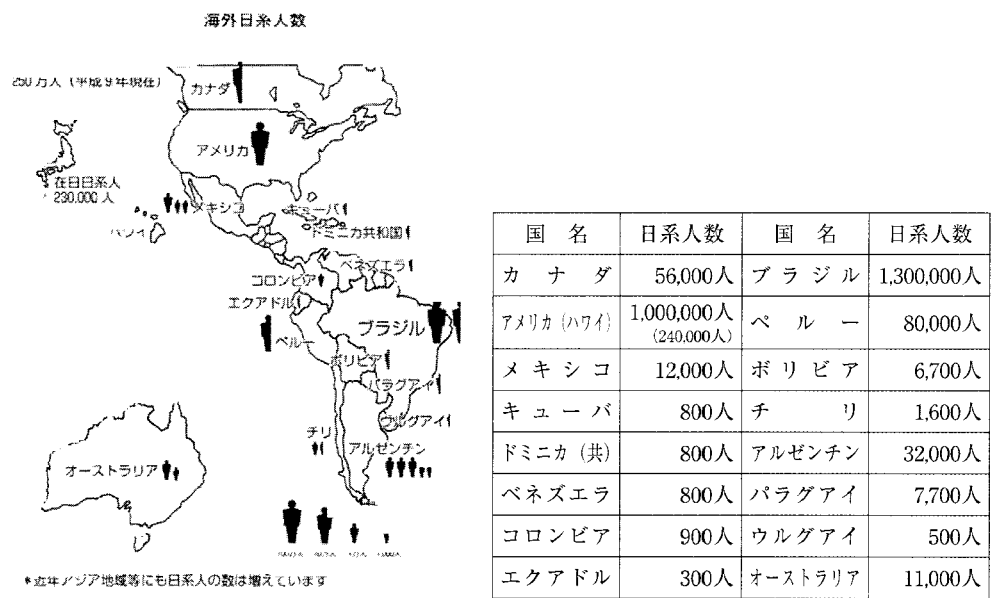 海外日系人数
250万人（平成9年現在）
カナダ
アメリカ
在日日系人
230,000人
メキシコ
キューバ
ハワイ
ドミニカ共和国
ベネズエラ
コロンビア
エクアドル
ブラジル
ペルー
ボリビア
パラグアイ
ウルグアイ
チリ
アルゼンチン
オーストラリア
*近年アジア地域等にも日系人の数は増えています
国名 日系人数 国名 日系人数
カナダ 56,000人 ブラジル 1,300,000人
アメリカ（ハワイ） 1,000,000人 (240,000人) ペルー 80,000人
メキシコ 12,000人 ボリビア 6,700人
キューバ 800人 チリ 1,600人
ドミニカ（共） 800人 アルゼンチン 32,000人
ベネズエラ 800人 パラグアイ 7,700人
コロンビア 900人 ウルグアイ 500人
エクアドル 300人 オーストラリア 11,000人